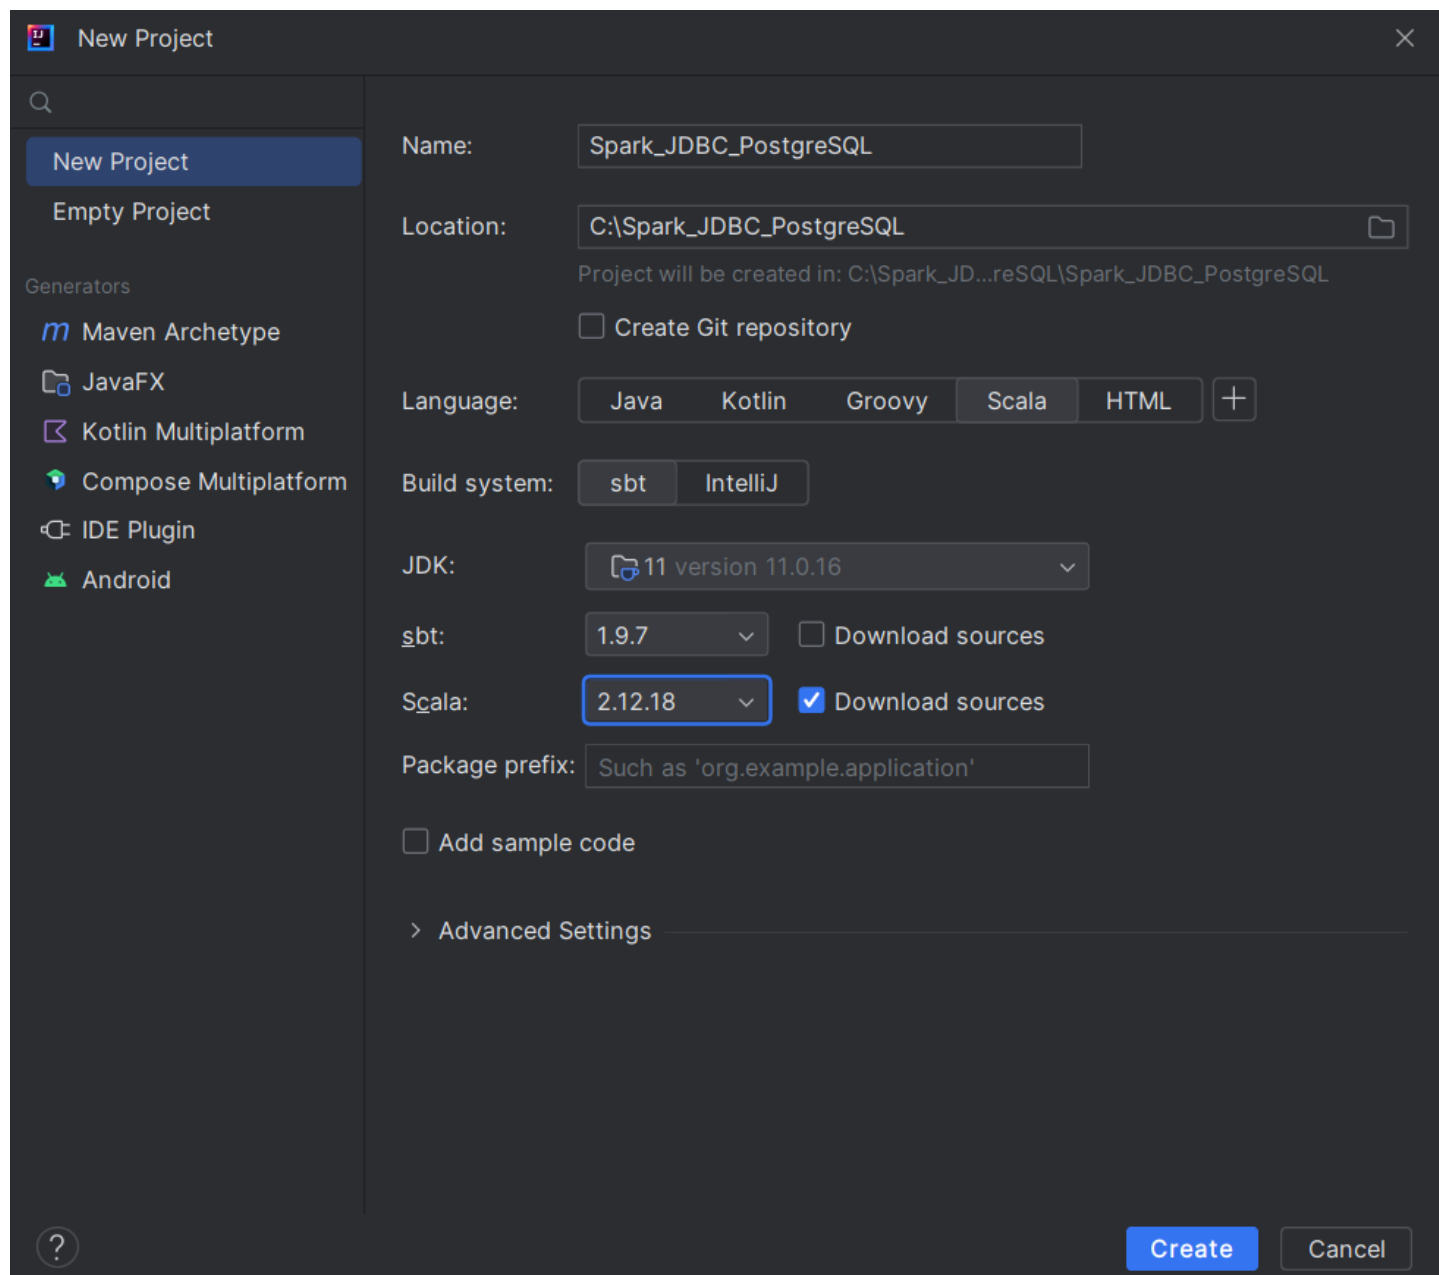 New Project
New Project
Empty Project
Generators
Maven Archetype
JavaFX
Kotlin Multiplatform
Compose Multiplatform
IDE Plugin
Android
Name: Spark_JDBC_PostgreSQL
Location: C:\Spark_JDBC_PostgreSQL
Project will be created in: C:\Spark_JD...reSQL\Spark_JDBC_PostgreSQL
Create Git repository
Language: Java Kotlin Groovy Scala HTML
Build system: sbt IntelliJ
JDK: 11 version 11.0.16
sbt: 1.9.7 Download sources
Scala: 2.12.18 Download sources
Package prefix: Such as 'org.example.application'
Add sample code
Advanced Settings
? Create Cancel